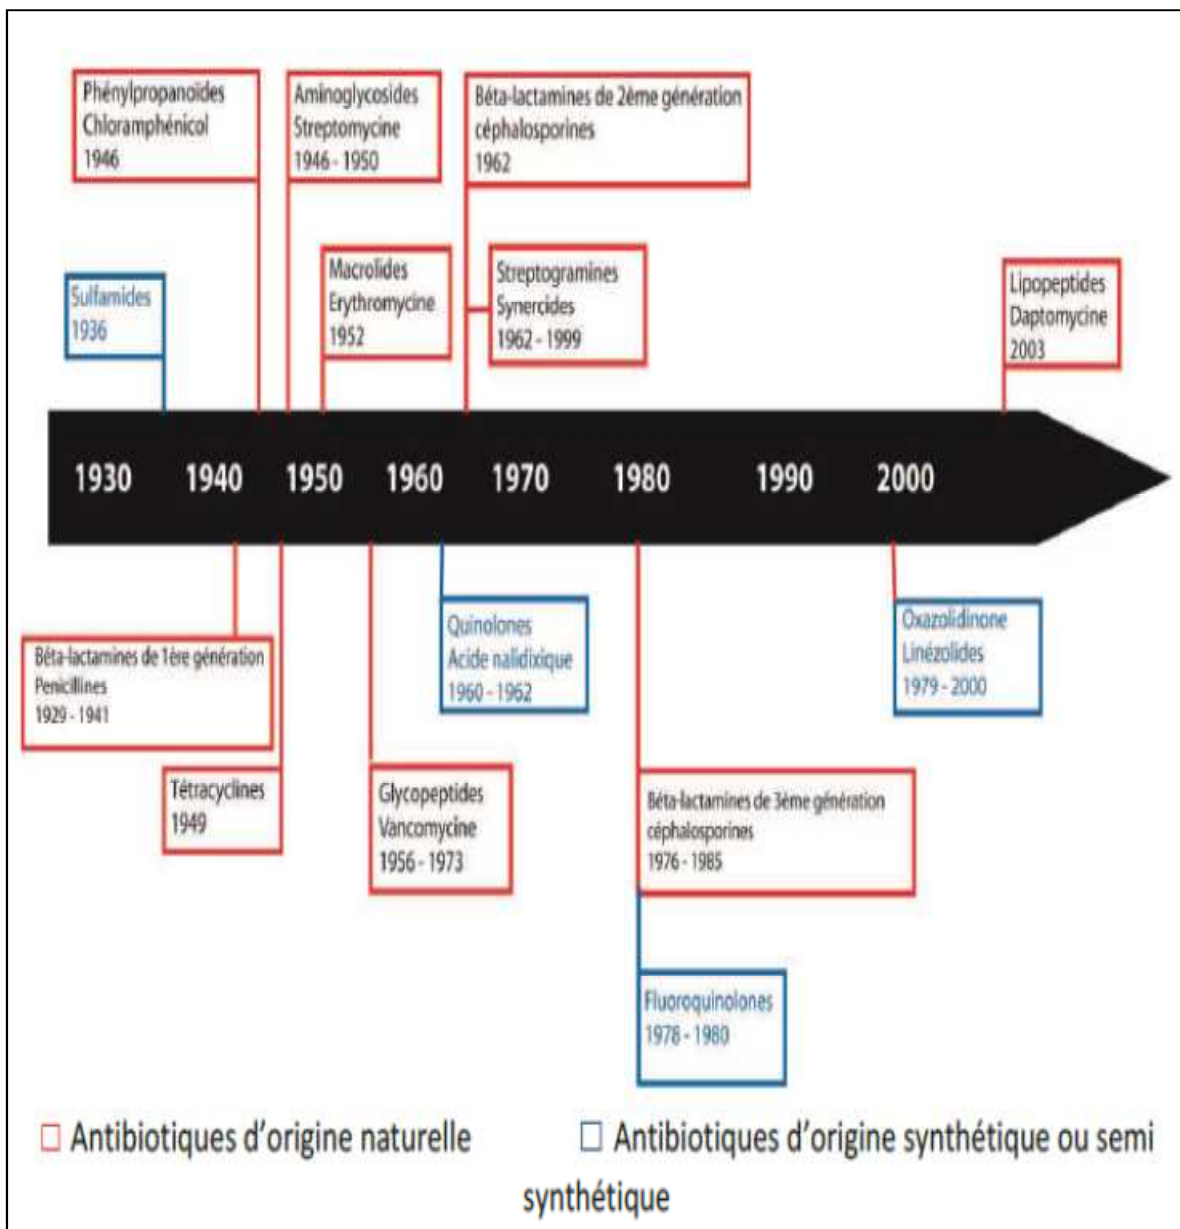 Phénylpropanoïdes
Chloramphénicol
1946
Aminoglycosides
Streptomycine
1946 - 1950
Béta-lactamines de 2ème génération
céphalosporines
1962
Sulfamides
1936
Macrolides
Erythromycine
1952
Streptogramines
Synercides
1962 - 1999
Lipopeptides
Daptomycine
2003
1930 1940 1950 1960 1970 1980 1990 2000
Béta-lactamines de 1ère génération
Penicillines
1929 - 1941
Quinolones
Acide nalidixique
1960 - 1962
Oxazolidinone
Linézolides
1979 - 2000
Tétracyclines
1949
Glycopeptides
Vancomycine
1956 - 1973
Béta-lactamines de 3ème génération
céphalosporines
1976 - 1985
Fluoroquinolones
1978 - 1980
Antibiotiques d'origine naturelle
Antibiotiques d'origine synthétique ou semi
synthétique